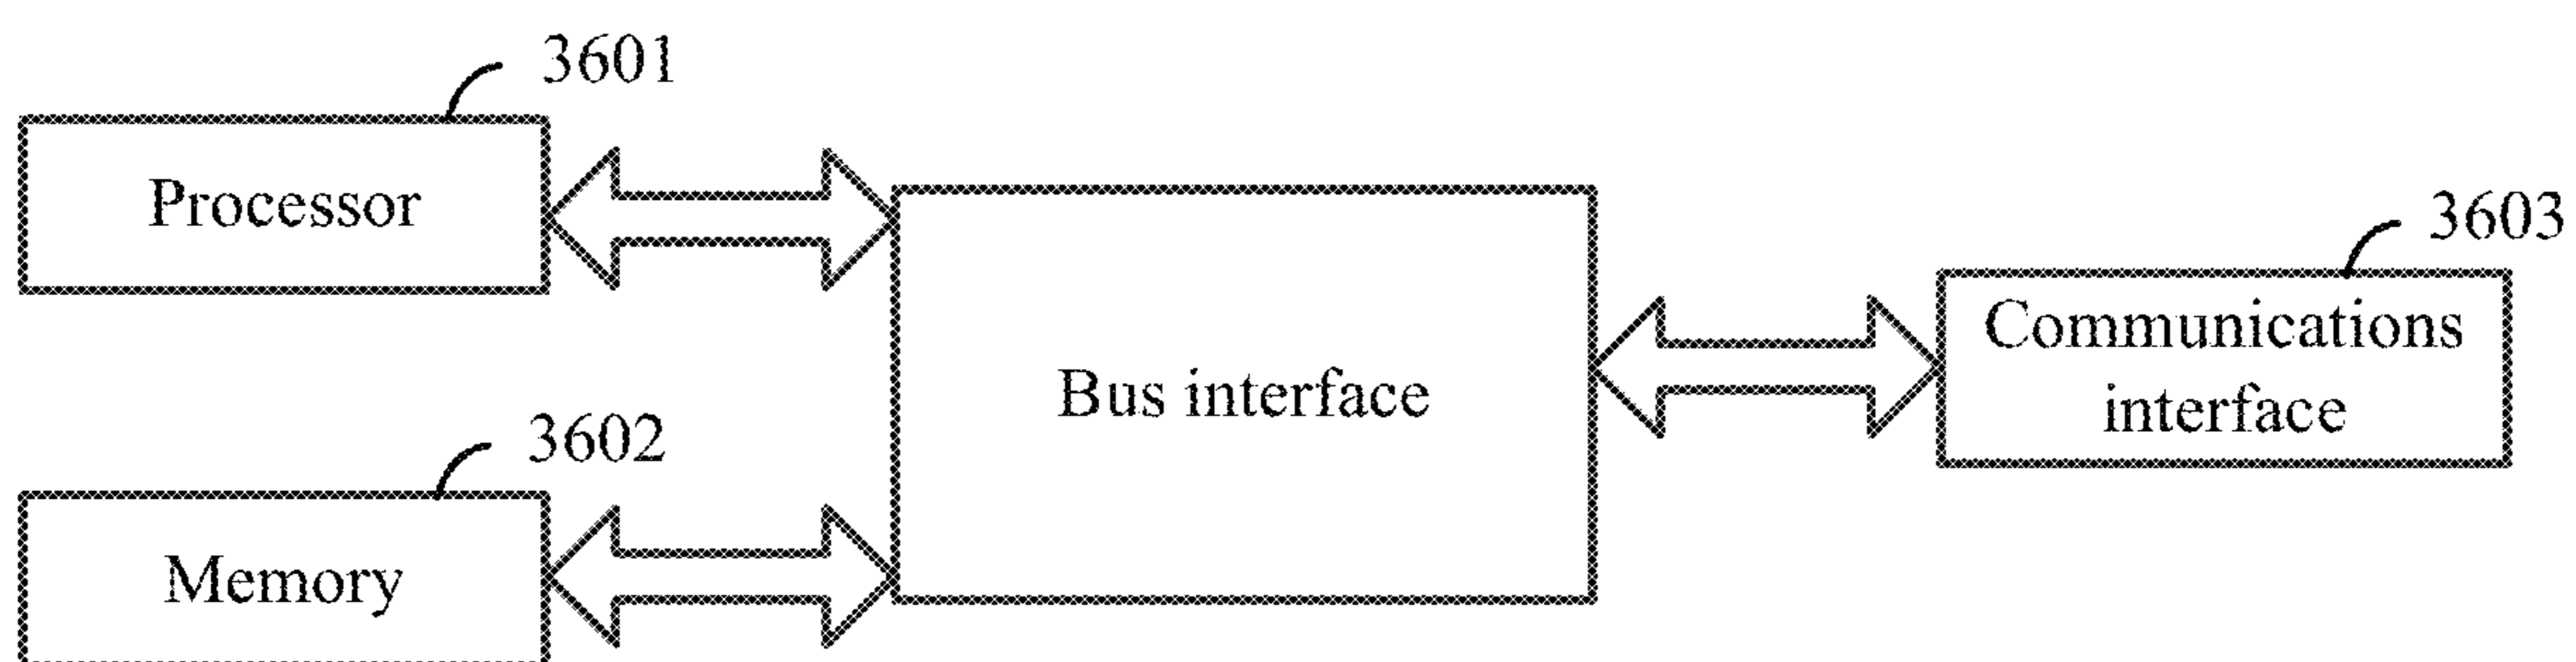 3601
Processor
3603
Communications
interface
Bus interface
3602
Memory